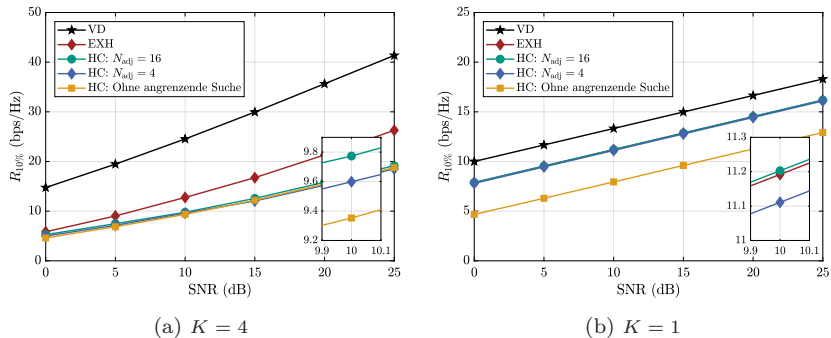 50
40
30
20
10
0
R10% (bps/Hz)
VD
EXH
HC: Nadj = 16
HC: Nadj = 4
HC: Ohne angrenzende Suche
9.8
9.6
9.4
9.2
9.9 10 10.1
0 5 10 15 20 25
SNR (dB)
(a) K = 4
25
20
15
10
5
0
R10% (bps/Hz)
VD
EXH
HC: Nadj = 16
HC: Nadj = 4
HC: Ohne angrenzende Suche
11.3
11.2
11.1
11
9.9 10 10.1
0 5 10 15 20 25
SNR (dB)
(b) K = 1